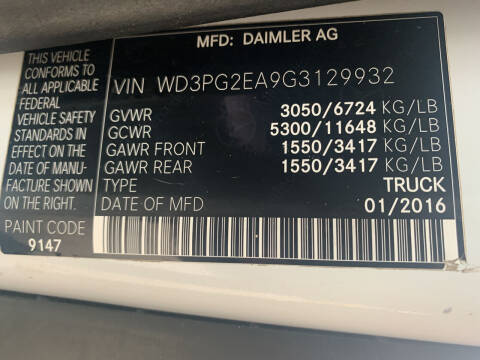 THIS VEHICLE
CONFORMS TO
ALL APPLICABLE
FEDERAL
VEHICLE SAFETY
STANDARDS IN
EFFECT ON THE
DATE OF MANU-
FACTURE SHOWN
ON THE RIGHT.
PAINT CODE
9147
MFD: DAIMLER AG
VIN WD3PG2EA9G3129932
GVWR 3050/6724 KG/LB
GCWR 5300/11648 KG/LB
GAWR FRONT 1550/3417 KG/LB
GAWR REAR 1550/3417 KG/LB
TYPE TRUCK
DATE OF MFD 01/2016